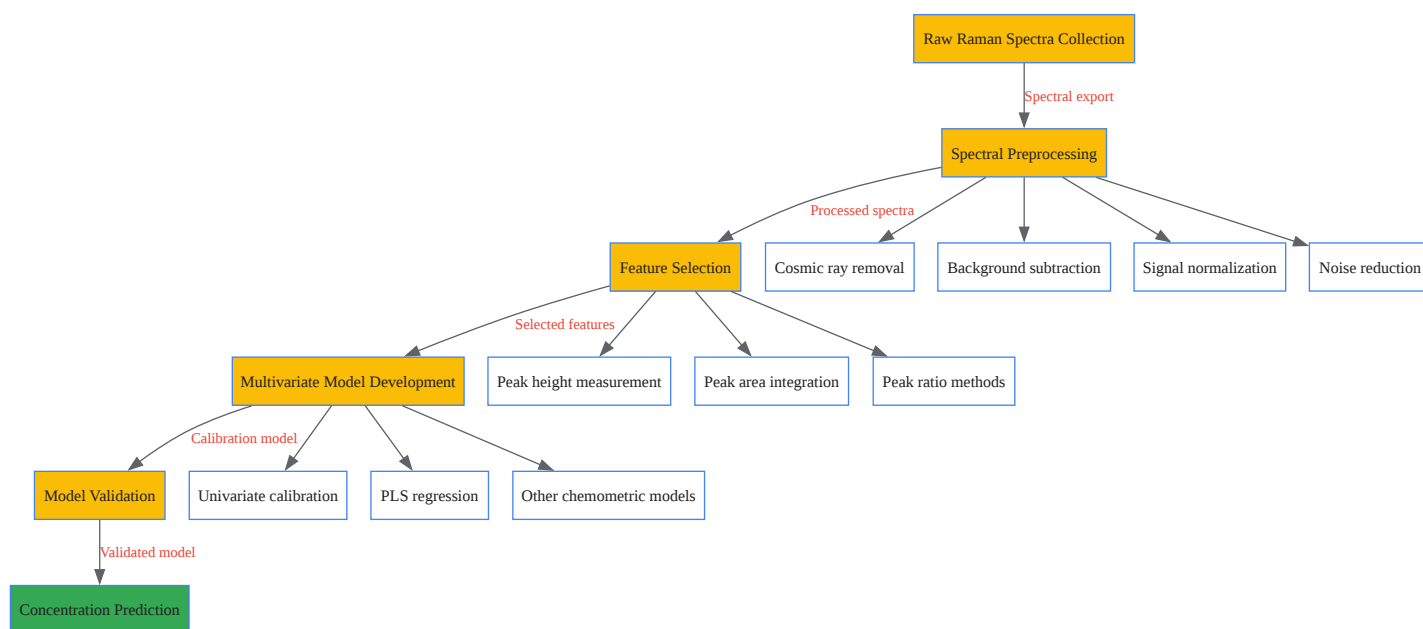 Raw Raman Spectra Collection
Spectral export
Spectral Preprocessing
Processed spectra
Feature Selection
Cosmic ray removal
Background subtraction
Signal normalization
Noise reduction
Selected features
Multivariate Model Development
Peak height measurement
Peak area integration
Peak ratio methods
Calibration model
Model Validation
Univariate calibration
PLS regression
Other chemometric models
Validated model
Concentration Prediction